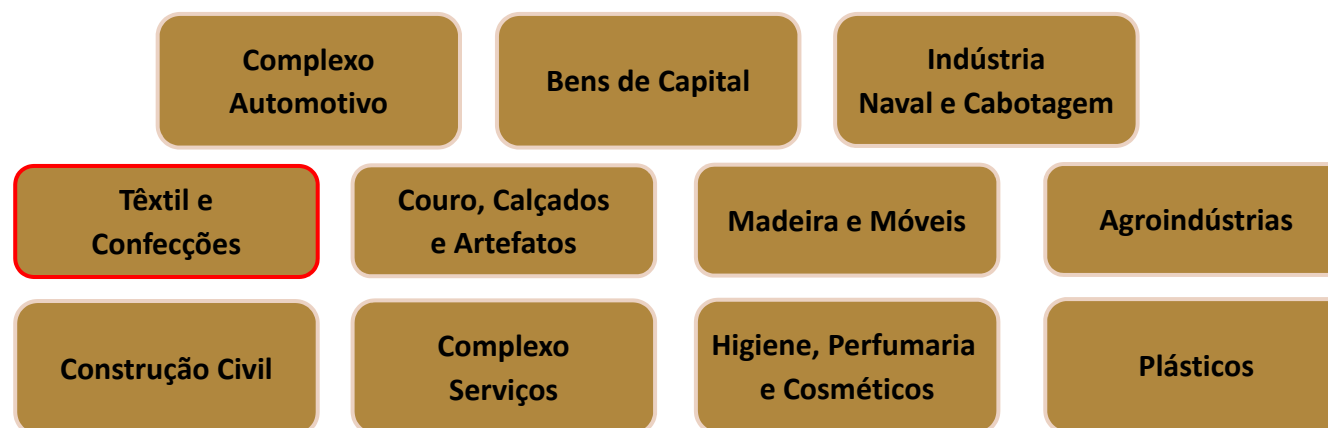 Complexo
Automotivo
Bens de Capital
Indústria
Naval e Cabotagem
Têxtil e
Confecções
Couro, Calçados
e Artefatos
Madeira e Móveis
Agroindústrias
Construção Civil
Complexo
Serviços
Higiene, Perfumaria
e Cosméticos
Plásticos